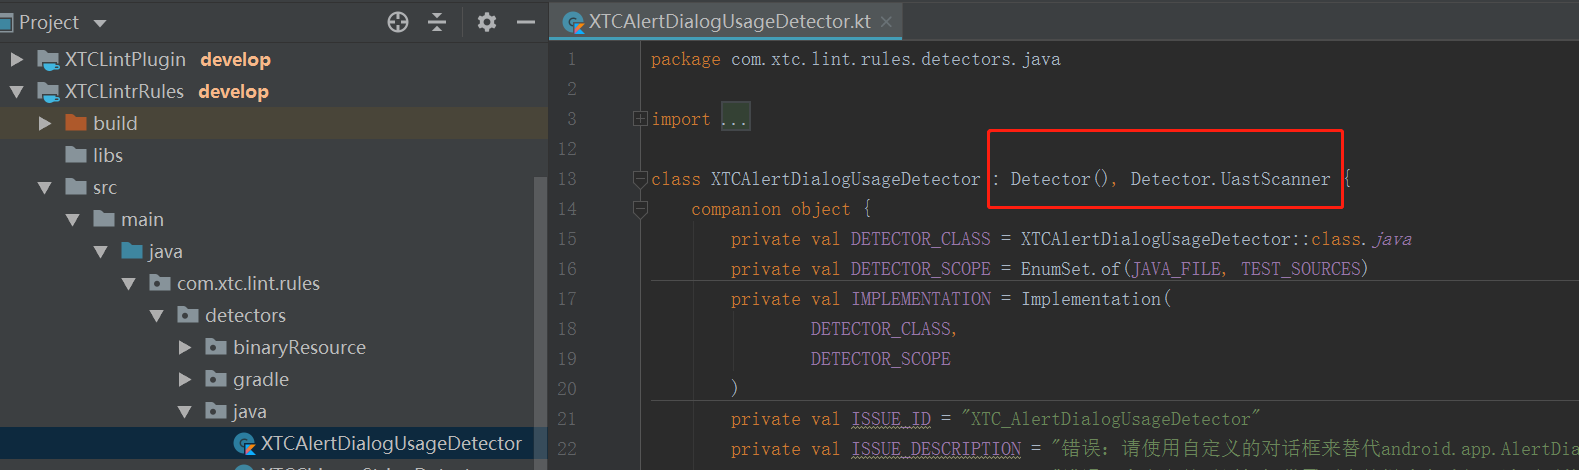 Project
XTCLintPlugin develop
XTCLintrRules develop
build
libs
src
main
java
com.xtc.lint.rules
detectors
binaryResource
gradle
java
XTCAlertDialogUsageDetector
XTCAlertDialogUsageDetector.kt
1 package com.xtc.lint.rules.detectors.java
2
3 import ...
12
13 class XTCAlertDialogUsageDetector : Detector(), Detector.UastScanner {
14 companion object {
15 private val DETECTOR_CLASS = XTCAlertDialogUsageDetector::class.java
16 private val DETECTOR_SCOPE = EnumSet.of(JAVA_FILE, TEST_SOURCES)
17 private val IMPLEMENTATION = Implementation(
18 DETECTOR_CLASS,
19 DETECTOR_SCOPE
20 )
21 private val ISSUE_ID = "XTC_AlertDialogUsageDetector"
22 private val ISSUE_DESCRIPTION = "错误：请使用自定义的对话框来替代android.app.AlertDia